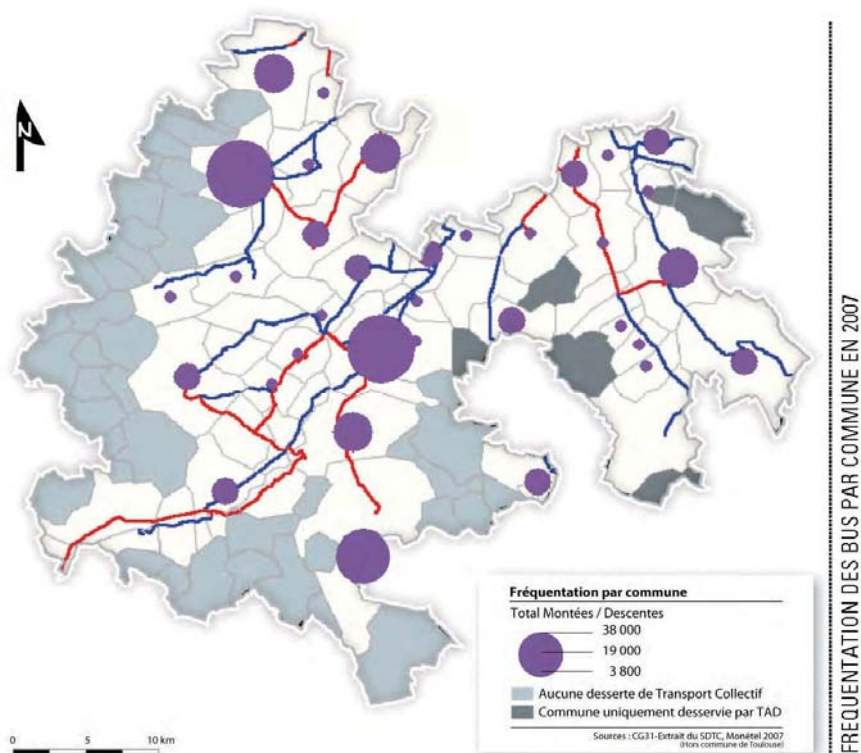 N
Fréquentation par commune
Total Montées / Descentes
38 000
19 000
3 800
Aucune desserte de Transport Collectif
Commune uniquement desservie par TAD
Sources : CG31-Extrait du SDTC, Monétel 2007
(Hors commune de Toulouse)
0 5 10 km
FREQUENTATION DES BUS PAR COMMUNE EN 2007